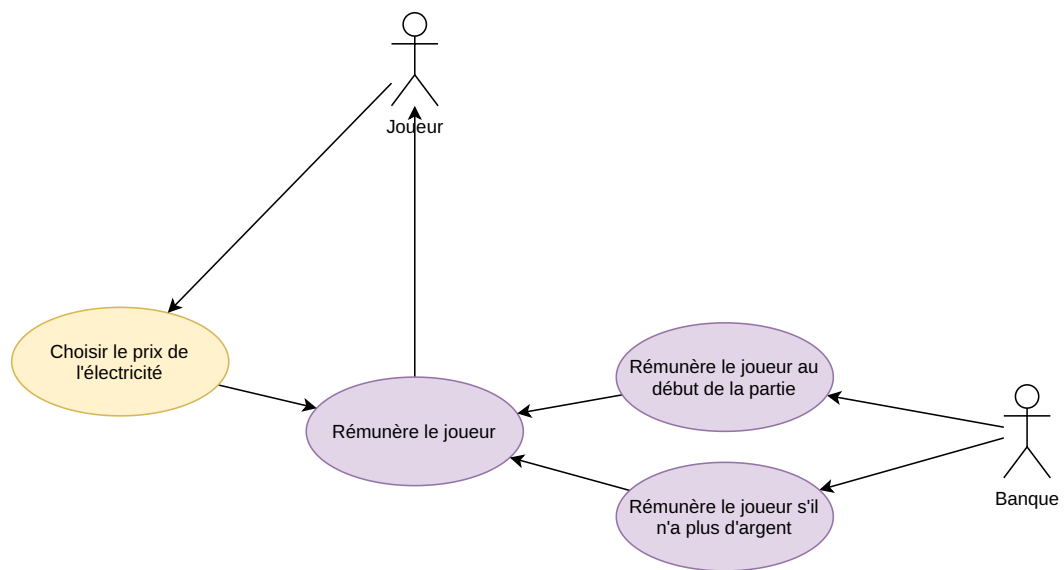 Joueur
Choisir le prix de
l'électricité
Rémunère le joueur
Rémunère le joueur au
début de la partie
Rémunère le joueur s'il
n'a plus d'argent
Banque